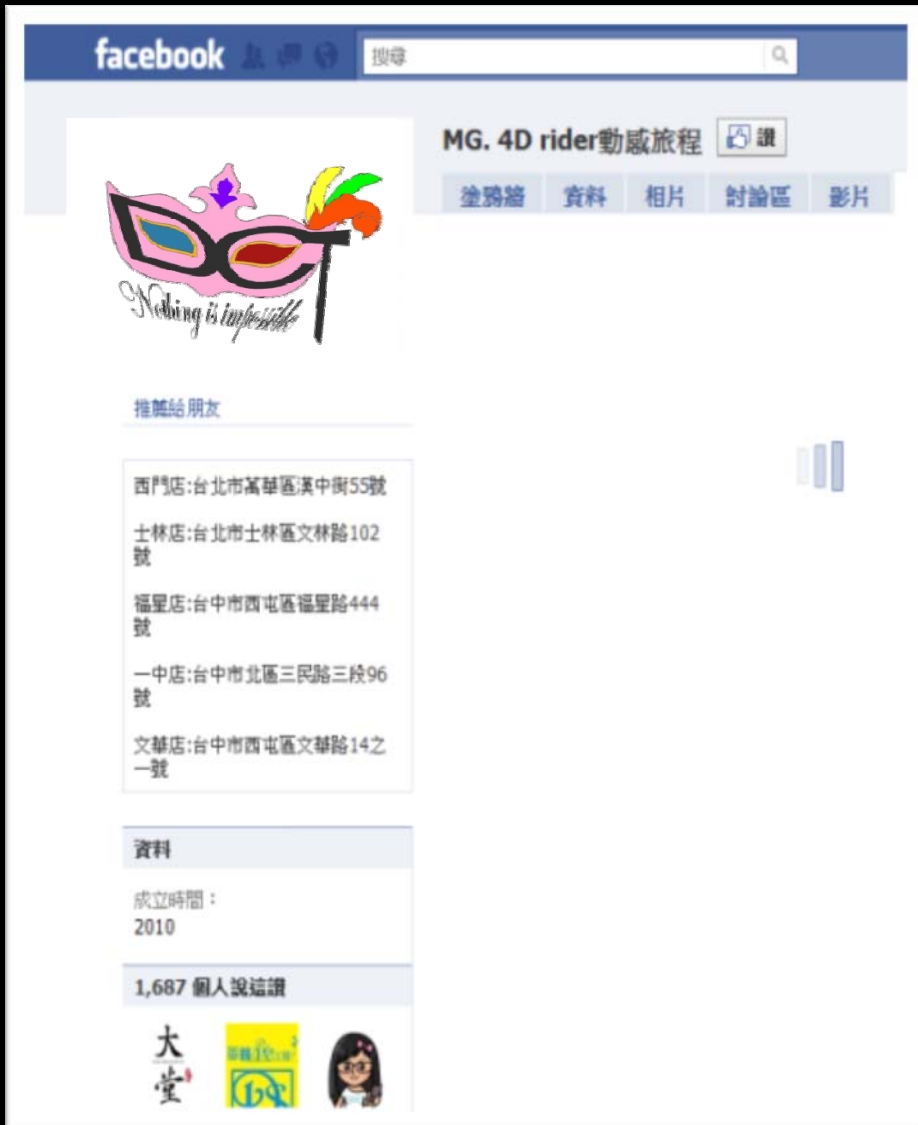 facebook
搜尋
MG. 4D rider動感旅程
讚
塗鴉牆 資料 相片 討論區 影片
DCT
Nothing is impossible
推薦給朋友
西門店:台北市萬華區漢中街55號
士林店:台北市士林區文林路102
號
福星店:台中市西屯區福星路444
號
一中店:台中市北區三民路三段96
號
文華店:台中市西屯區文華路14之
一號
資料
成立時間：
2010
1,687 個人說這讚
大
堂